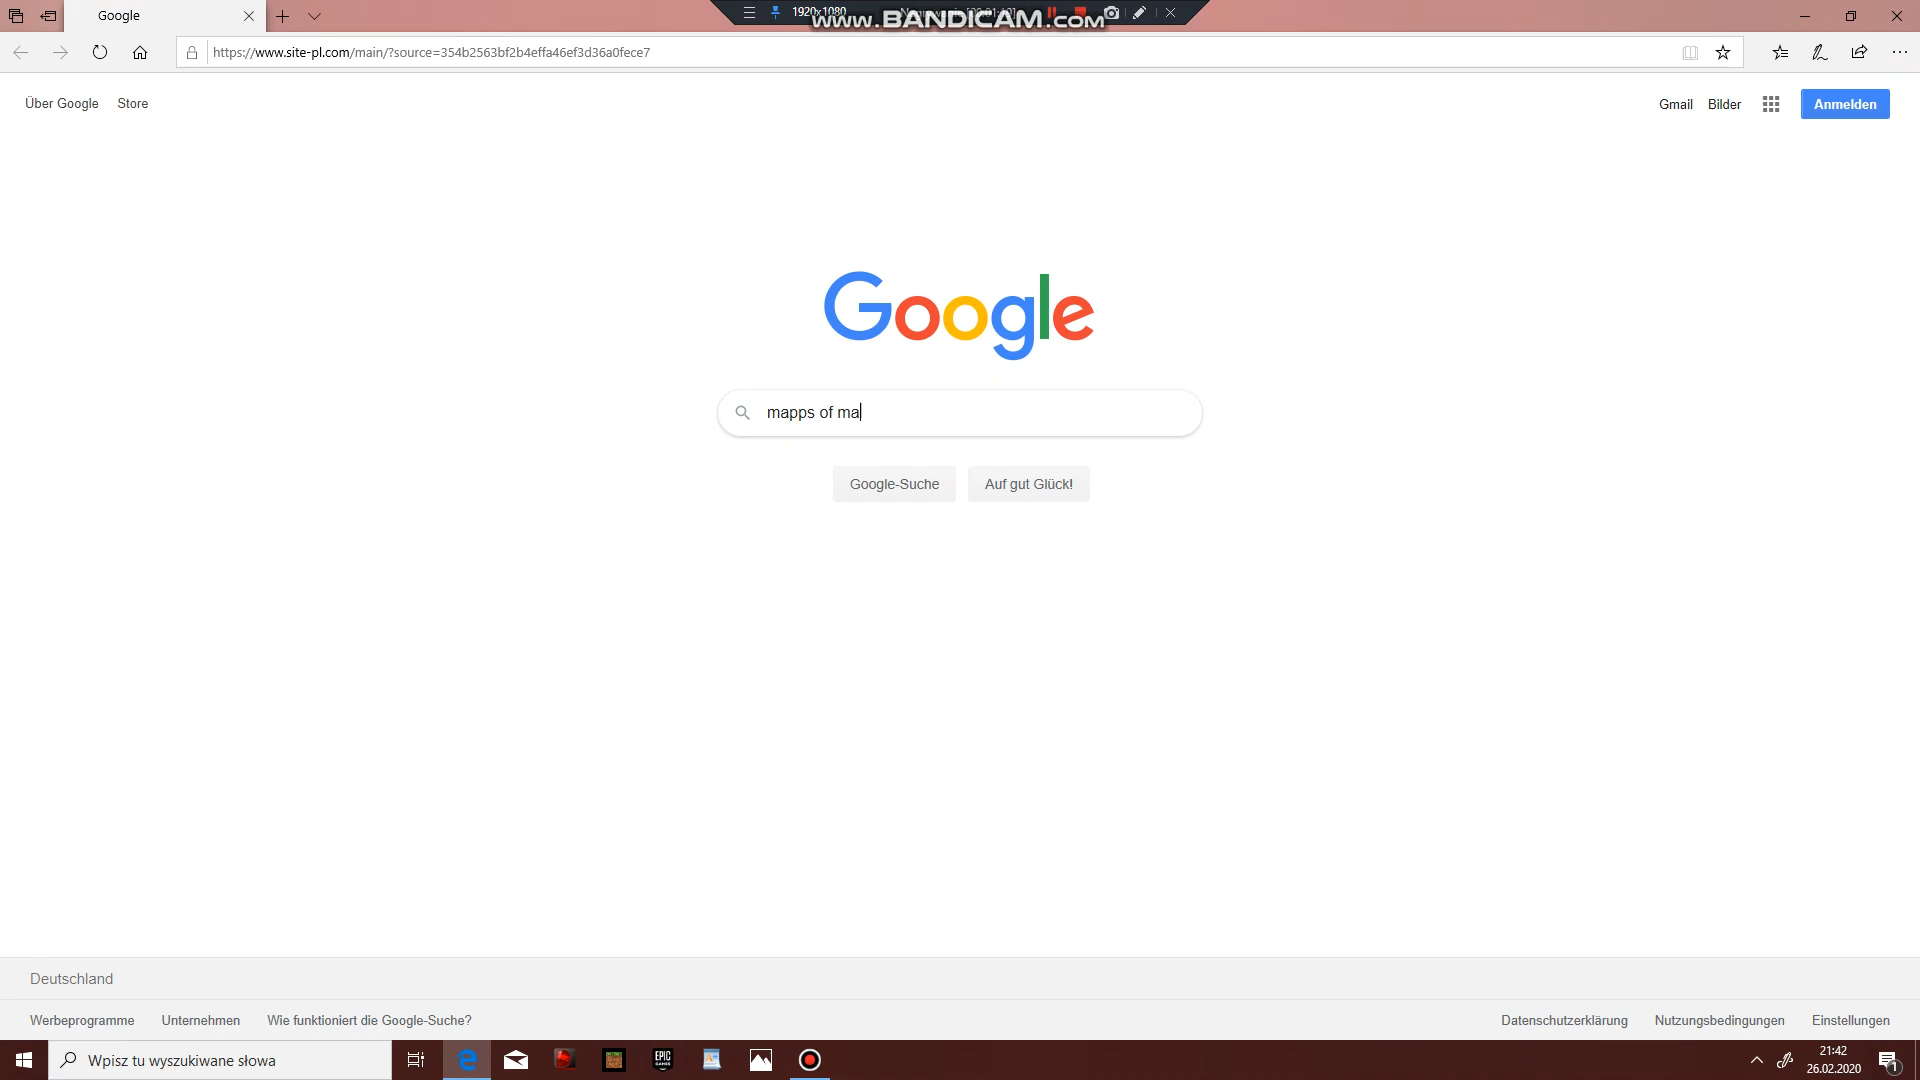 Google
1920x1080
www.BANDICAM.com
https://www.site-pl.com/main/?source=354b2563bf2b4effa46ef3d36a0fece7
Über Google Store
Gmail Bilder Anmelden
Google
mapps of ma
Google-Suche Auf gut Glück!
Deutschland
Werbeprogramme Unternehmen Wie funktioniert die Google-Suche?
Datenschutzerklärung Nutzungsbedingungen Einstellungen
Wpisz tu wyszukiwane słowa
EPIC
GAMES
21:42
26.02.2020
1